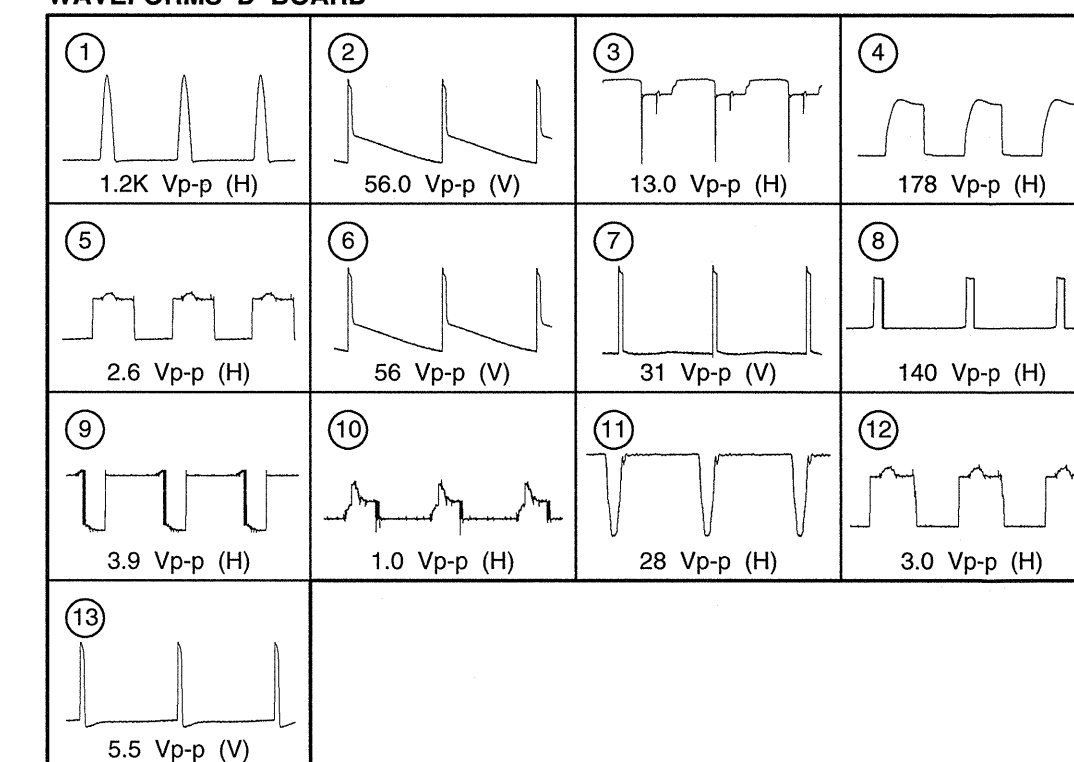 WAVEFORMS D BOARD
1 2 3 4
1.2K Vp-p (H) 56.0 Vp-p (V) 13.0 Vp-p (H) 178 Vp-p (H)
5 6 7 8
2.6 Vp-p (H) 56 Vp-p (V) 31 Vp-p (V) 140 Vp-p (H)
9 10 11 12
3.9 Vp-p (H) 1.0 Vp-p (H) 28 Vp-p (H) 3.0 Vp-p (H)
13
5.5 Vp-p (V)